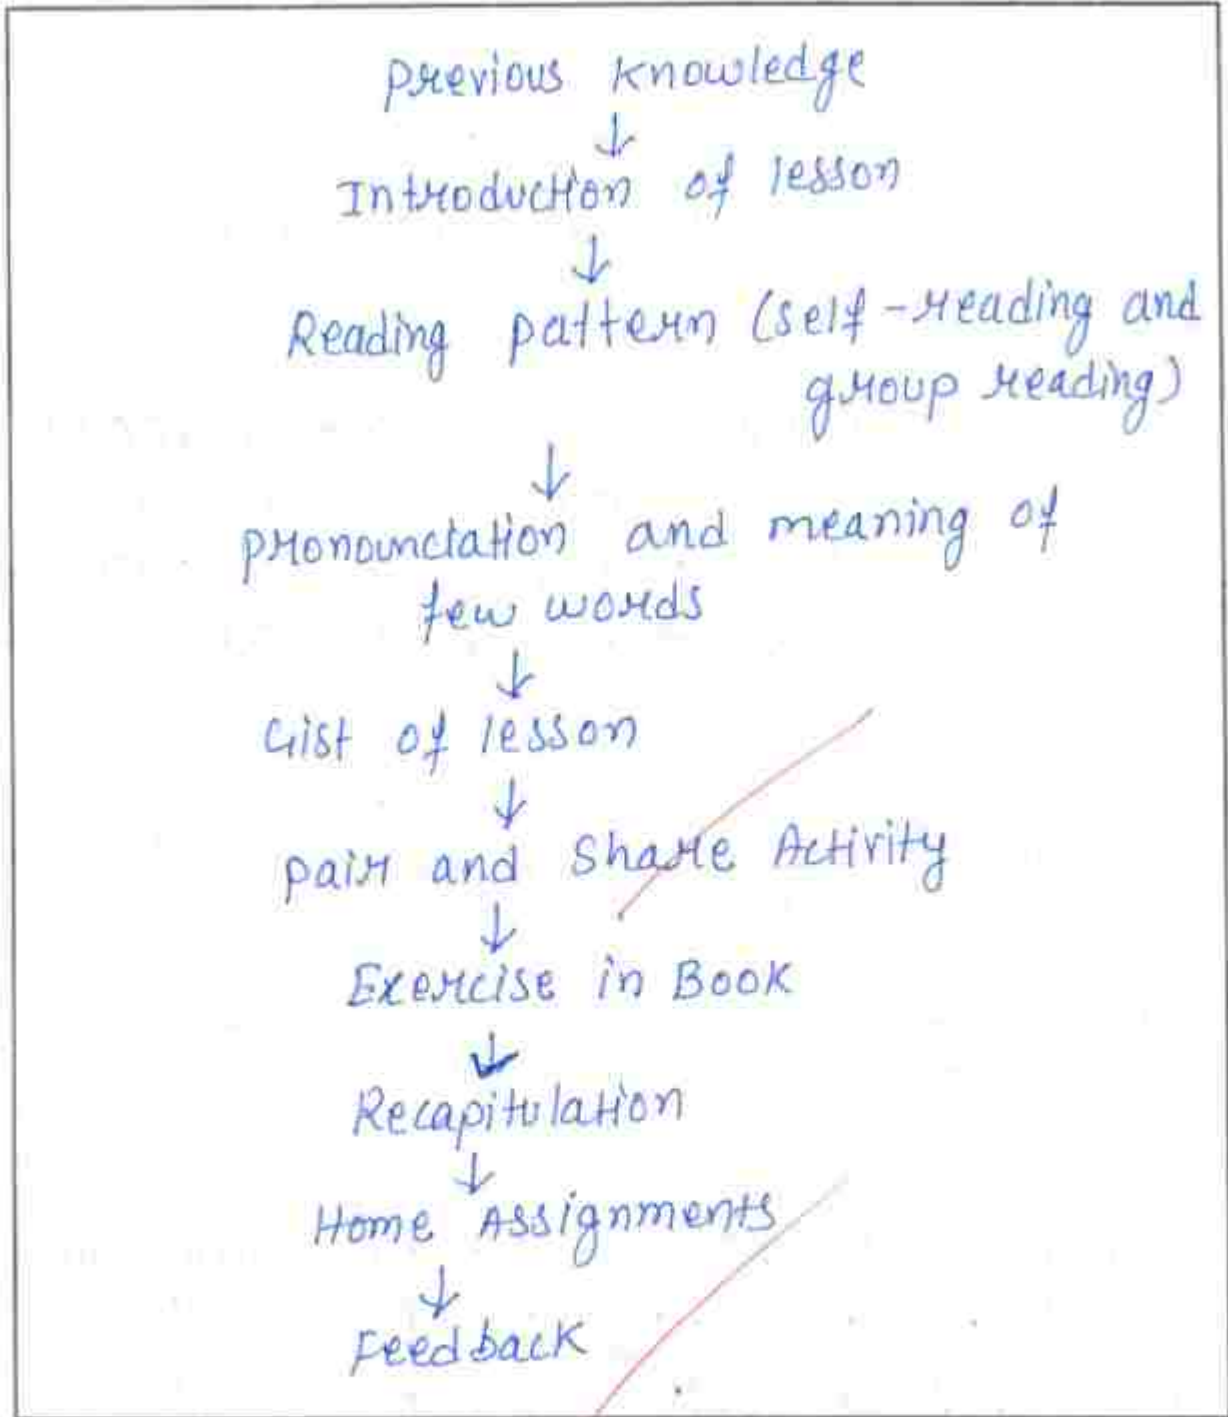 Previous Knowledge
↓
Introduction of lesson
↓
Reading pattern (self-reading and
group reading)
↓
Pronounctation and meaning of
few words
↓
Gist of lesson
↓
Pair and Share Activity
↓
Exercise in Book
↓
Recapitulation
↓
Home Assignments
↓
Feedback